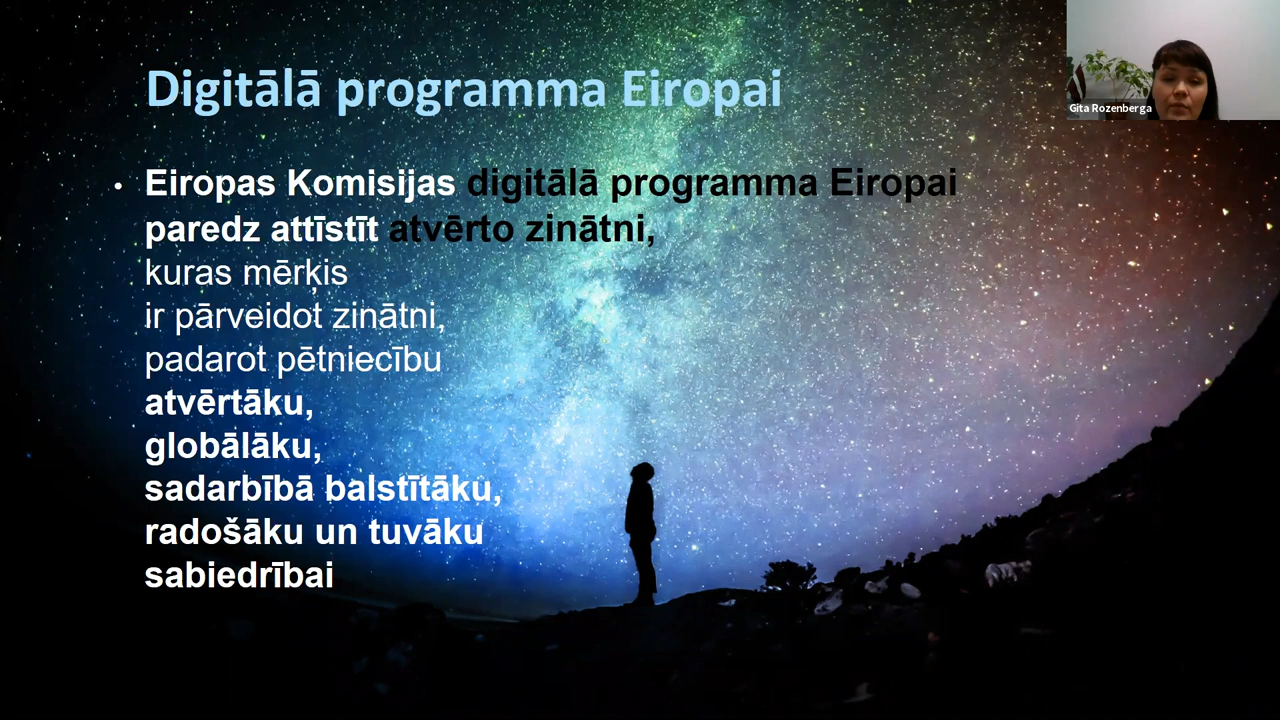 Digitālā programma Eiropai
Gita Rozenberga
• Eiropas Komisijas digitālā programma Eiropai
paredz attīstīt atvērto zinātni,
kuras mērķis
ir pārveidot zinātni,
padarot pētniecību
atvērtāku,
globālāku,
sadarbībā balstītāku,
radošāku un tuvāku
sabiedrībai